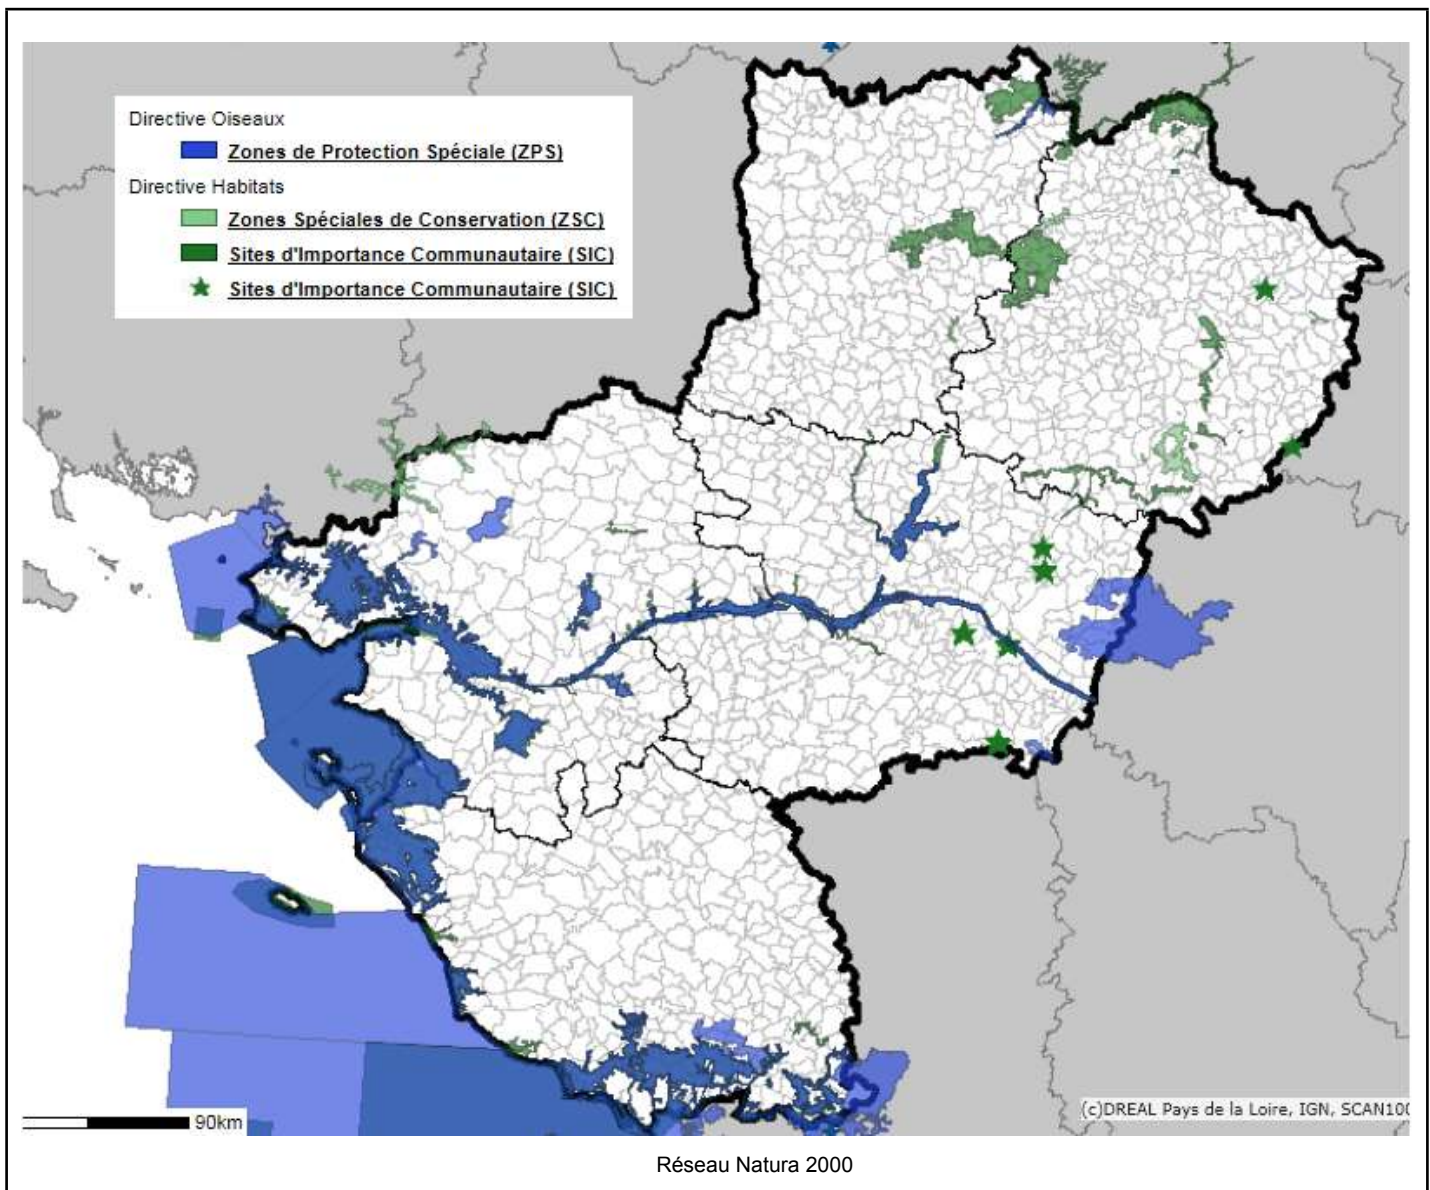 Directive Oiseaux
Zones de Protection Spéciale (ZPS)
Directive Habitats
Zones Spéciales de Conservation (ZSC)
Sites d'Importance Communautaire (SIC)
Sites d'Importance Communautaire (SIC)
90km
(c)DREAL Pays de la Loire, IGN, SCAN100
Réseau Natura 2000